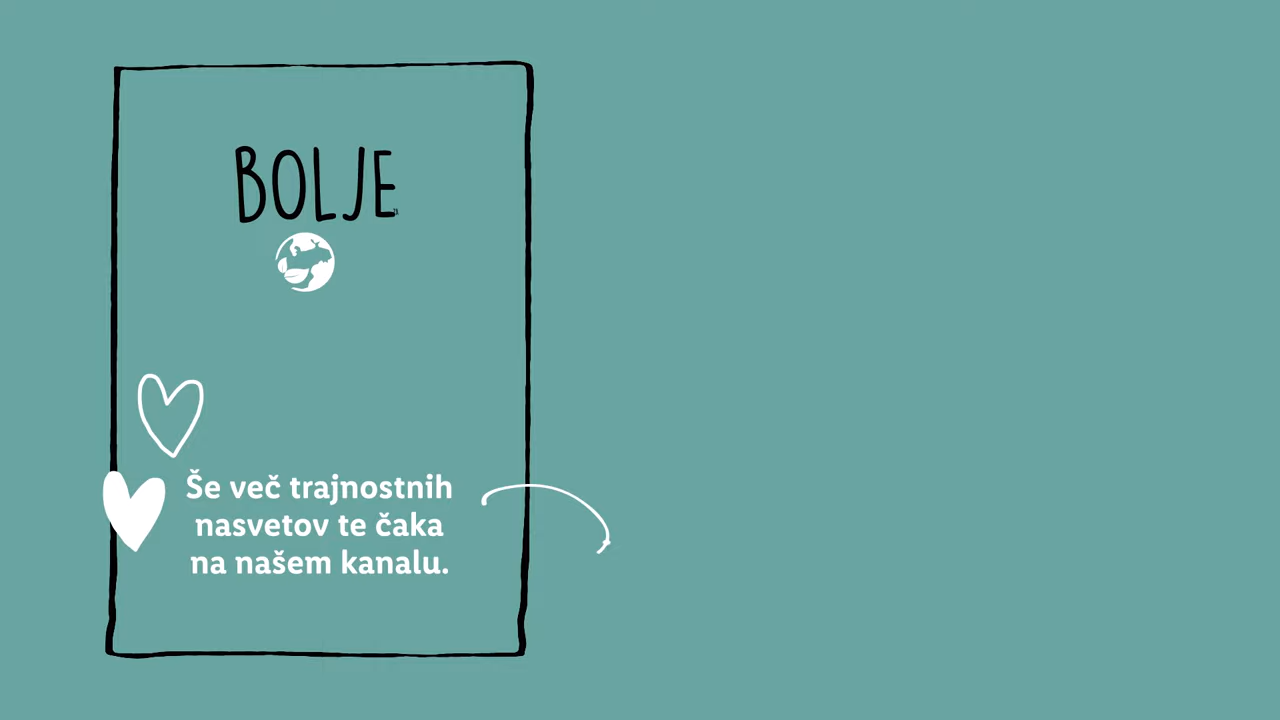 BOLJE
Še več trajnostnih
nasvetov te čaka
na našem kanalu.